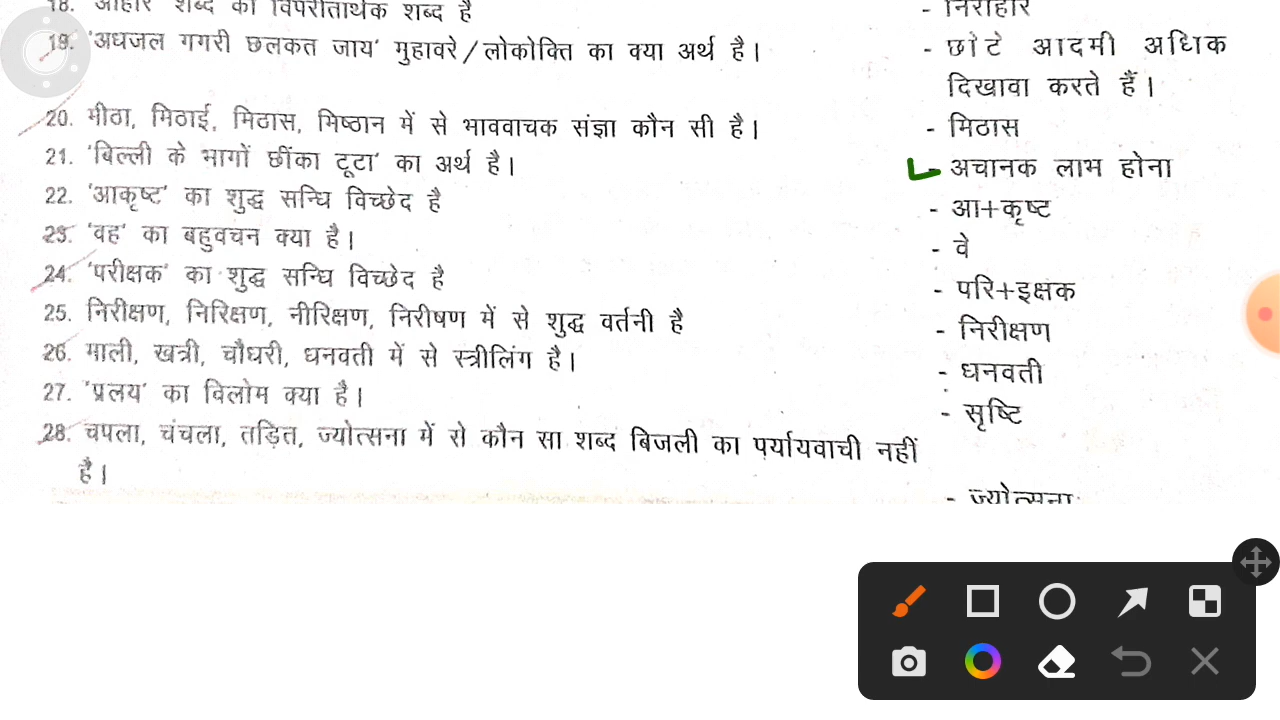 18. 'आहार' शब्द का विपरीतार्थक शब्द है - निराहार
19. 'अधजल गगरी छलकत जाय' मुहावरे/लोकोक्ति का क्या अर्थ है। - छोटे आदमी अधिक
दिखावा करते हैं।
20. मीठा, मिठाई, मिठास, मिष्ठान में से भाववाचक संज्ञा कौन सी है। - मिठास
21. 'बिल्ली के भागों छींका टूटा' का अर्थ है। - अचानक लाभ होना
22. 'आकृष्ट' का शुद्ध सन्धि विच्छेद है - आ+कृष्ट
23. 'वह' का बहुवचन क्या है। - वे
24. 'परीक्षक' का शुद्ध सन्धि विच्छेद है - परि+इक्षक
25. निरीक्षण, निरिक्षण, नीरिक्षण, निरीषण में से शुद्ध वर्तनी है - निरीक्षण
26. माली, खत्री, चौधरी, धनवती में से स्त्रीलिंग है। - धनवती
27. 'प्रलय' का विलोम क्या है। - सृष्टि
28. चपला, चंचला, तड़ित, ज्योत्सना में से कौन सा शब्द बिजली का पर्यायवाची नहीं
है।
- ज्योत्सना